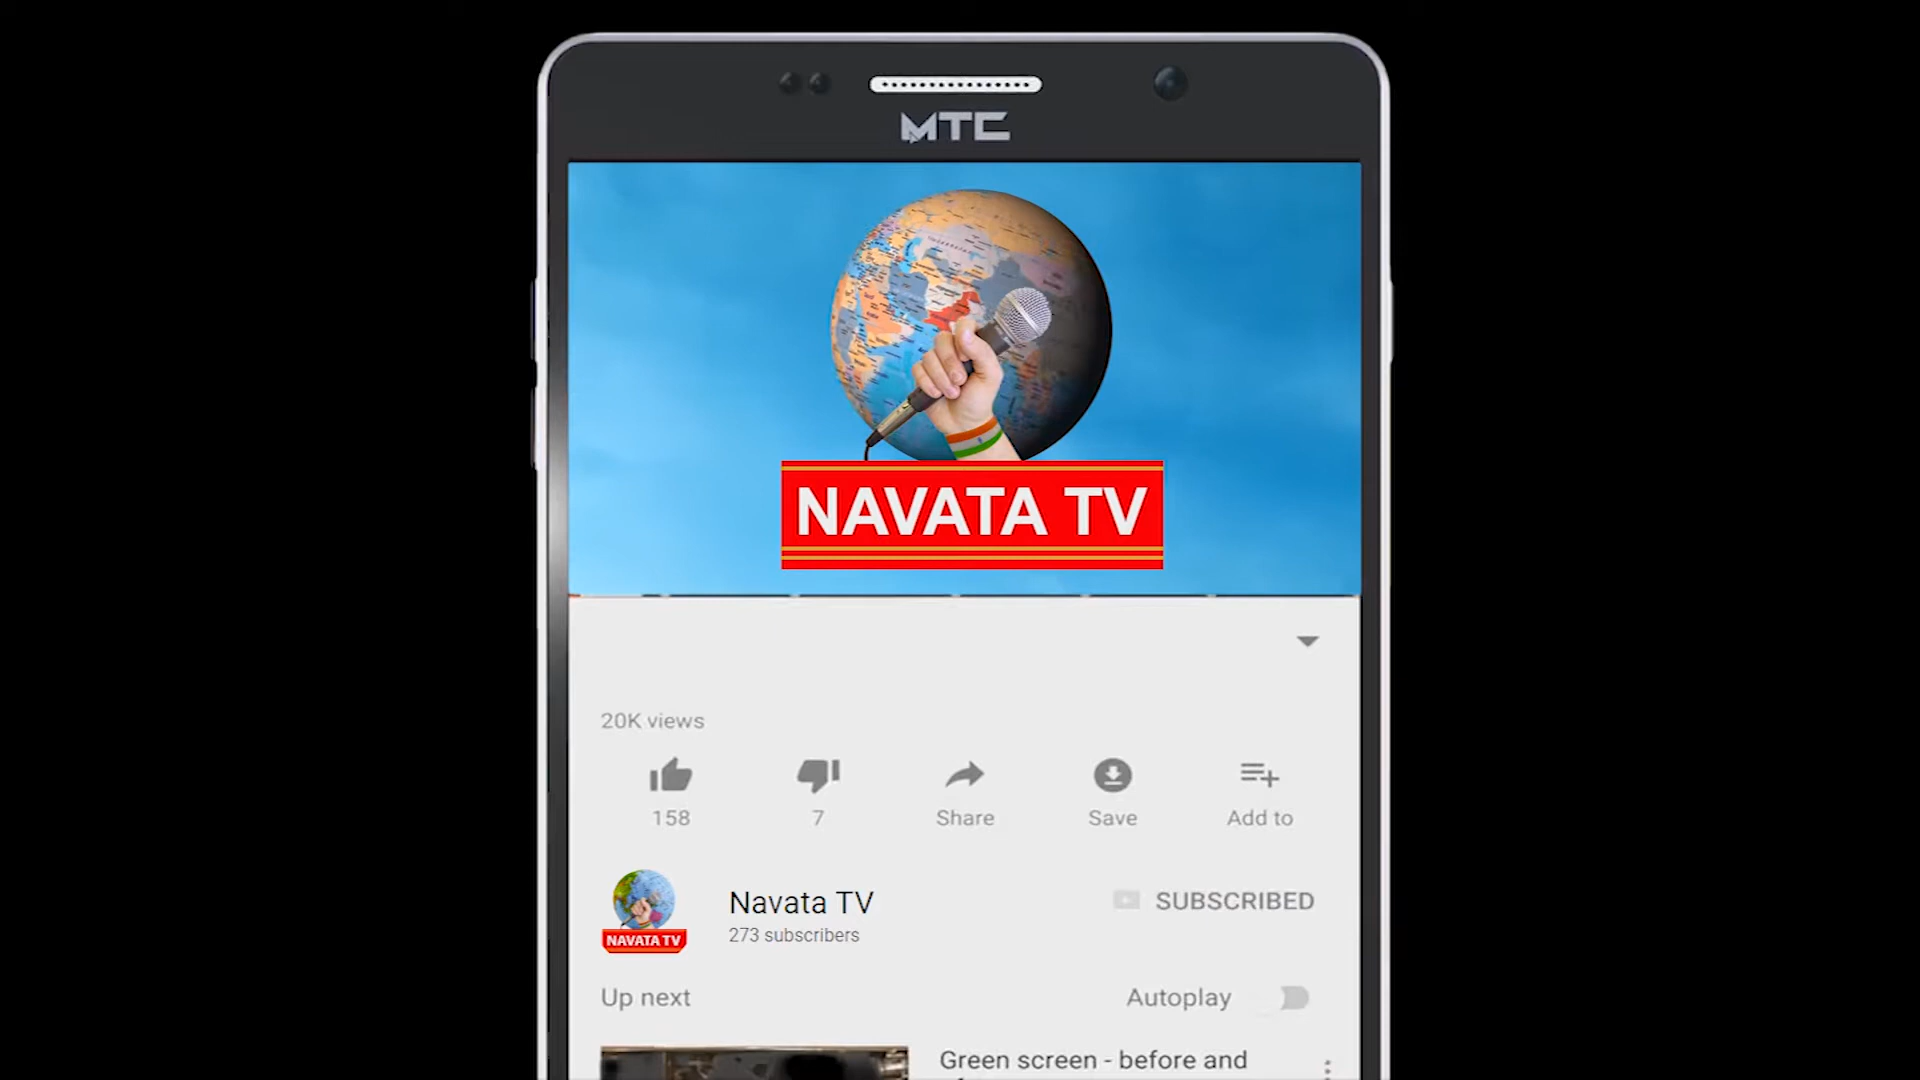 MTC
NAVATA TV
20K views
158
7
Share
Save
Add to
Navata TV
273 subscribers
SUBSCRIBED
NAVATA TV
Up next
Autoplay
Green screen - before and